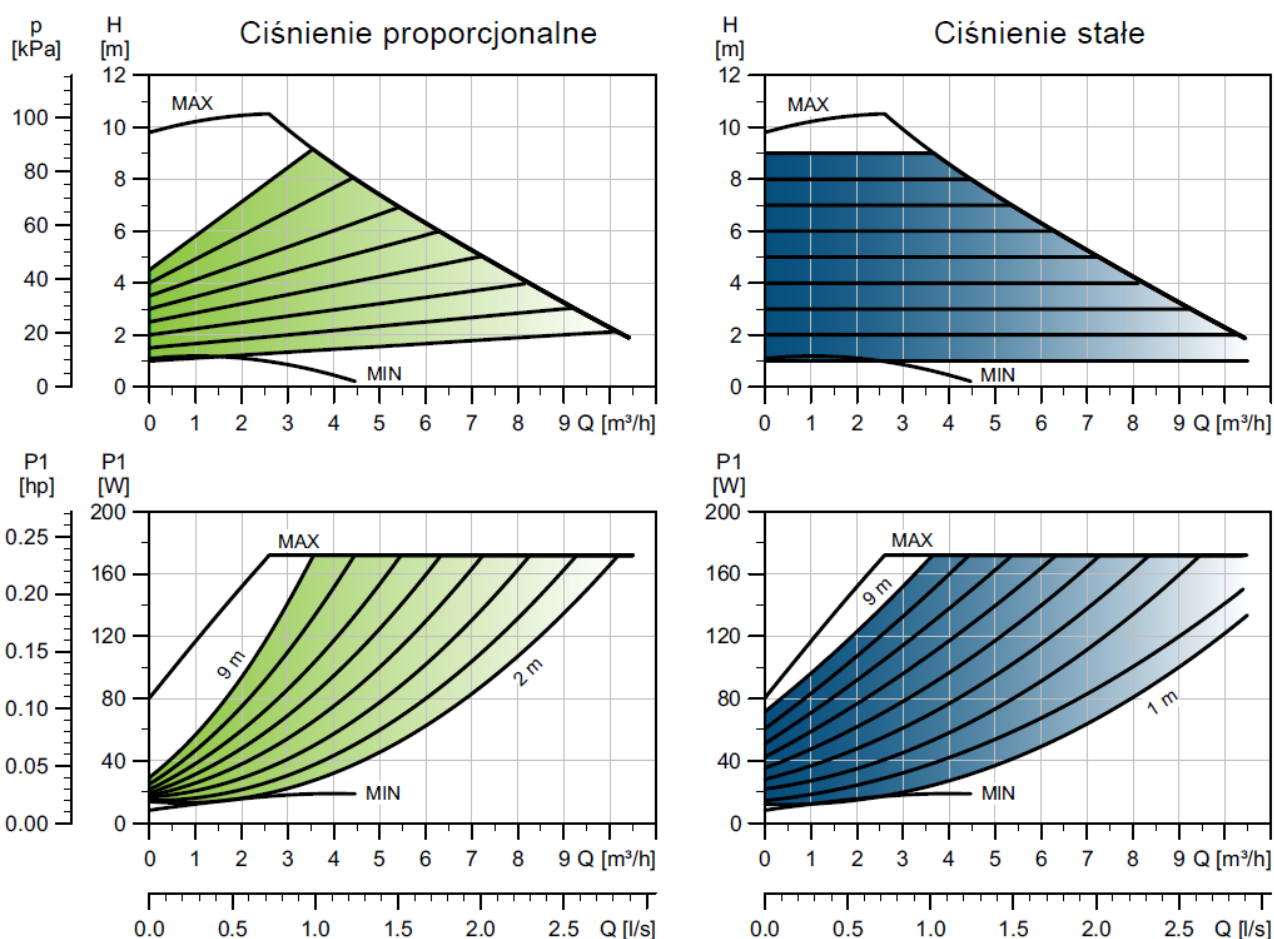 p [kPa]
H [m]
Ciśnienie proporcjonalne
H [m]
Ciśnienie stałe
100
80
60
40
20
0
12
10
8
6
4
2
0
MAX
MIN
0 1 2 3 4 5 6 7 8 9 Q [m³/h]
12
10
8
6
4
2
0
MAX
MIN
0 1 2 3 4 5 6 7 8 9 Q [m³/h]
P1 [hp]
P1 [W]
P1 [W]
0.25
0.20
0.15
0.10
0.05
0.00
200
160
120
80
40
0
MAX
9 m
2 m
MIN
0 1 2 3 4 5 6 7 8 9 Q [m³/h]
0.0 0.5 1.0 1.5 2.0 Q [l/s]
200
160
120
80
40
0
MAX
9 m
1 m
MIN
0 1 2 3 4 5 6 7 8 9 Q [m³/h]
0.0 0.5 1.0 1.5 2.0 Q [l/s]